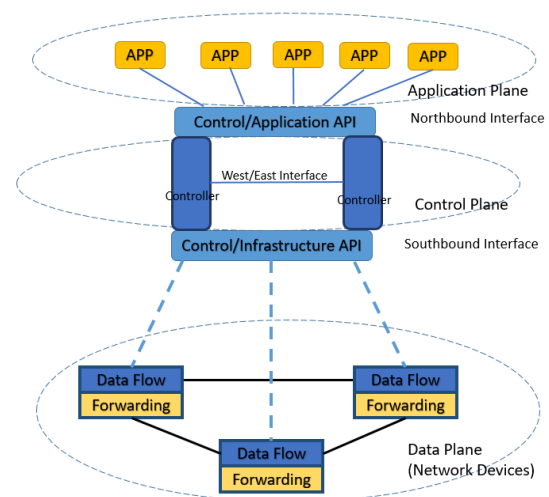 APP
APP
APP
APP
APP
Application Plane
Control/Application API
Northbound Interface
West/East Interface
Controller
Controller
Control Plane
Control/Infrastructure API
Southbound Interface
Data Flow
Forwarding
Data Flow
Forwarding
Data Flow
Forwarding
Data Plane
(Network Devices)